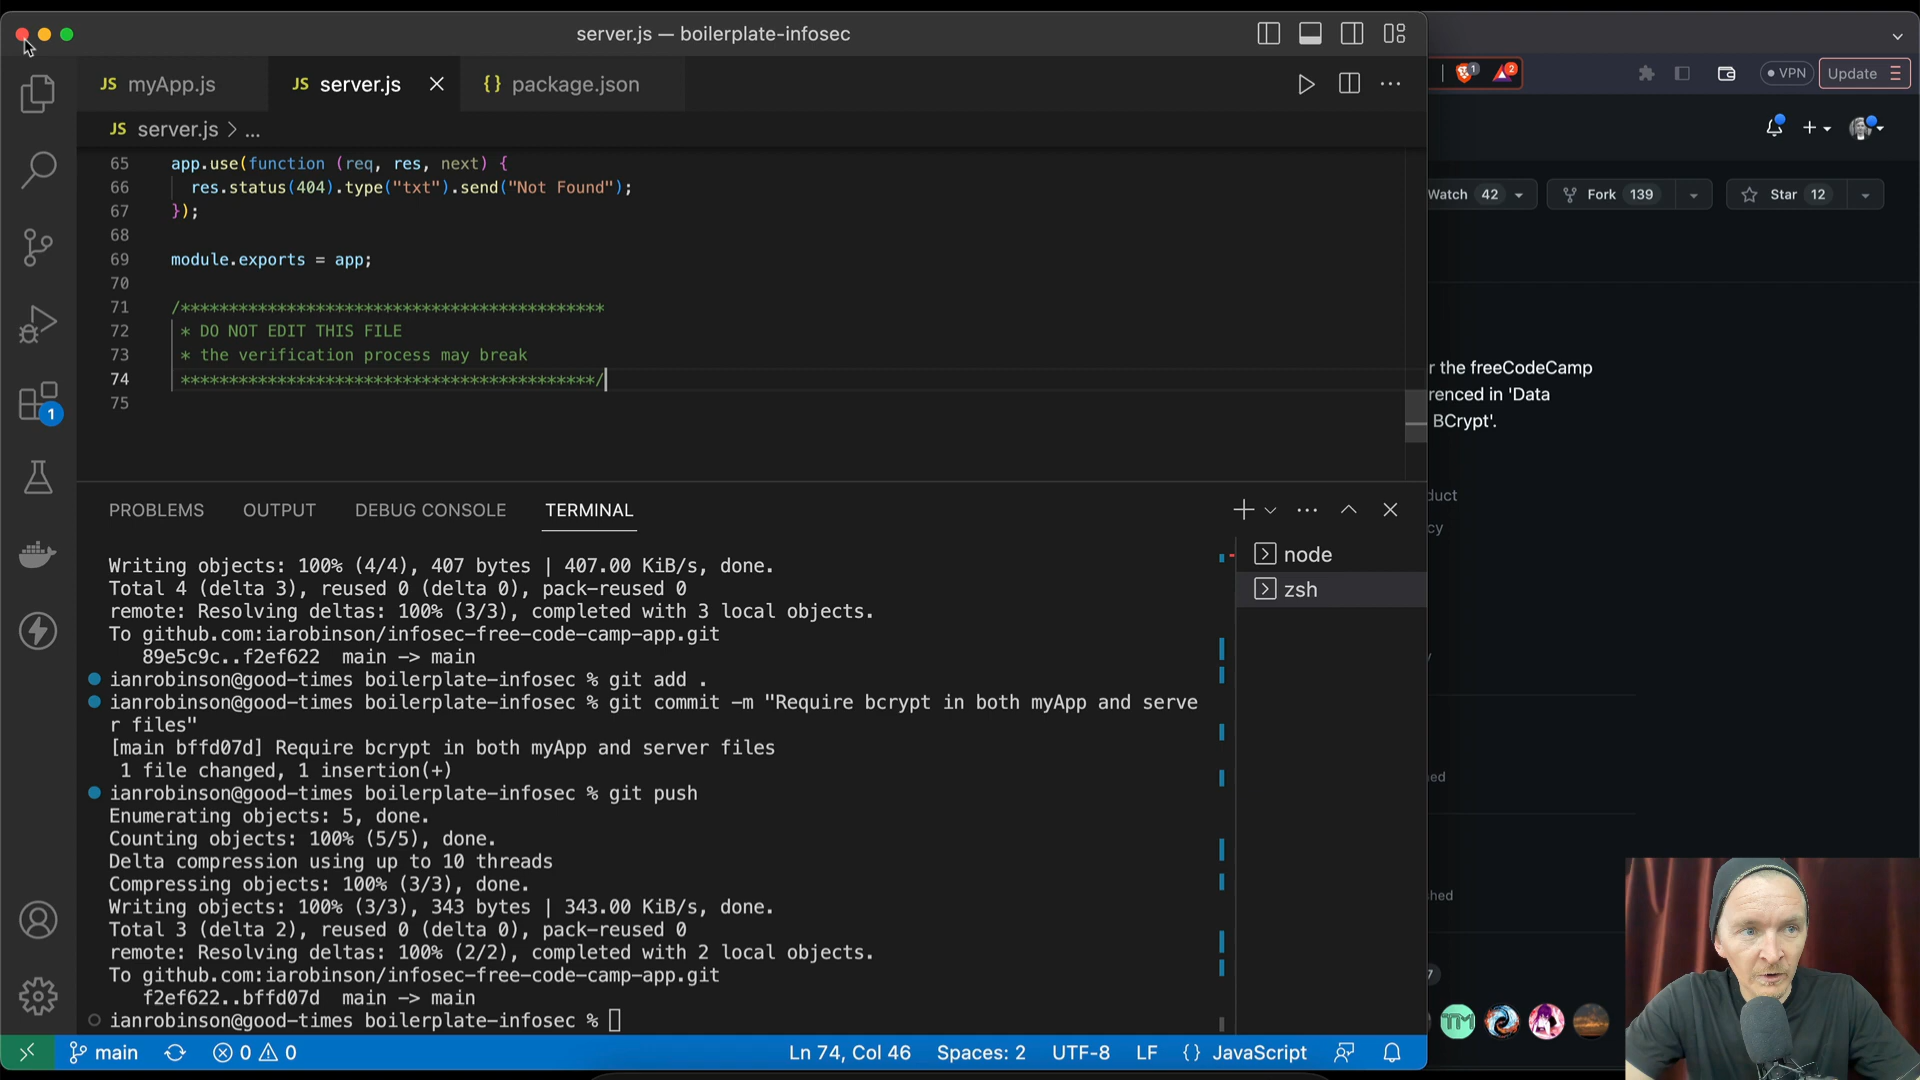 server.js — boilerplate-infosec
1
2
VPN
Update
JS myApp.js
JS server.js
{} package.json
JS server.js > ...
Watch 42
Fork 139
Star 12
65 app.use(function (req, res, next) {
66 res.status(404).type("txt").send("Not Found");
67 });
68
69 module.exports = app;
70
71 /********************************************
72 * DO NOT EDIT THIS FILE
73 * the verification process may break
74 *******************************************/
75
r the freeCodeCamp
renced in 'Data
BCrypt'.
duct
cy
y
ed
hed
7
TM
1
PROBLEMS
OUTPUT
DEBUG CONSOLE
TERMINAL
node
zsh
Writing objects: 100% (4/4), 407 bytes | 407.00 KiB/s, done.
Total 4 (delta 3), reused 0 (delta 0), pack-reused 0
remote: Resolving deltas: 100% (3/3), completed with 3 local objects.
To github.com:iarobinson/infosec-free-code-camp-app.git
89e5c9c..f2ef622 main -> main
ianrobinson@good-times boilerplate-infosec % git add .
ianrobinson@good-times boilerplate-infosec % git commit -m "Require bcrypt in both myApp and serve
r files"
[main bffd07d] Require bcrypt in both myApp and server files
1 file changed, 1 insertion(+)
ianrobinson@good-times boilerplate-infosec % git push
Enumerating objects: 5, done.
Counting objects: 100% (5/5), done.
Delta compression using up to 10 threads
Compressing objects: 100% (3/3), done.
Writing objects: 100% (3/3), 343 bytes | 343.00 KiB/s, done.
Total 3 (delta 2), reused 0 (delta 0), pack-reused 0
remote: Resolving deltas: 100% (2/2), completed with 2 local objects.
To github.com:iarobinson/infosec-free-code-camp-app.git
f2ef622..bffd07d main -> main
ianrobinson@good-times boilerplate-infosec %
main
0
0
Ln 74, Col 46
Spaces: 2
UTF-8
LF
{} JavaScript